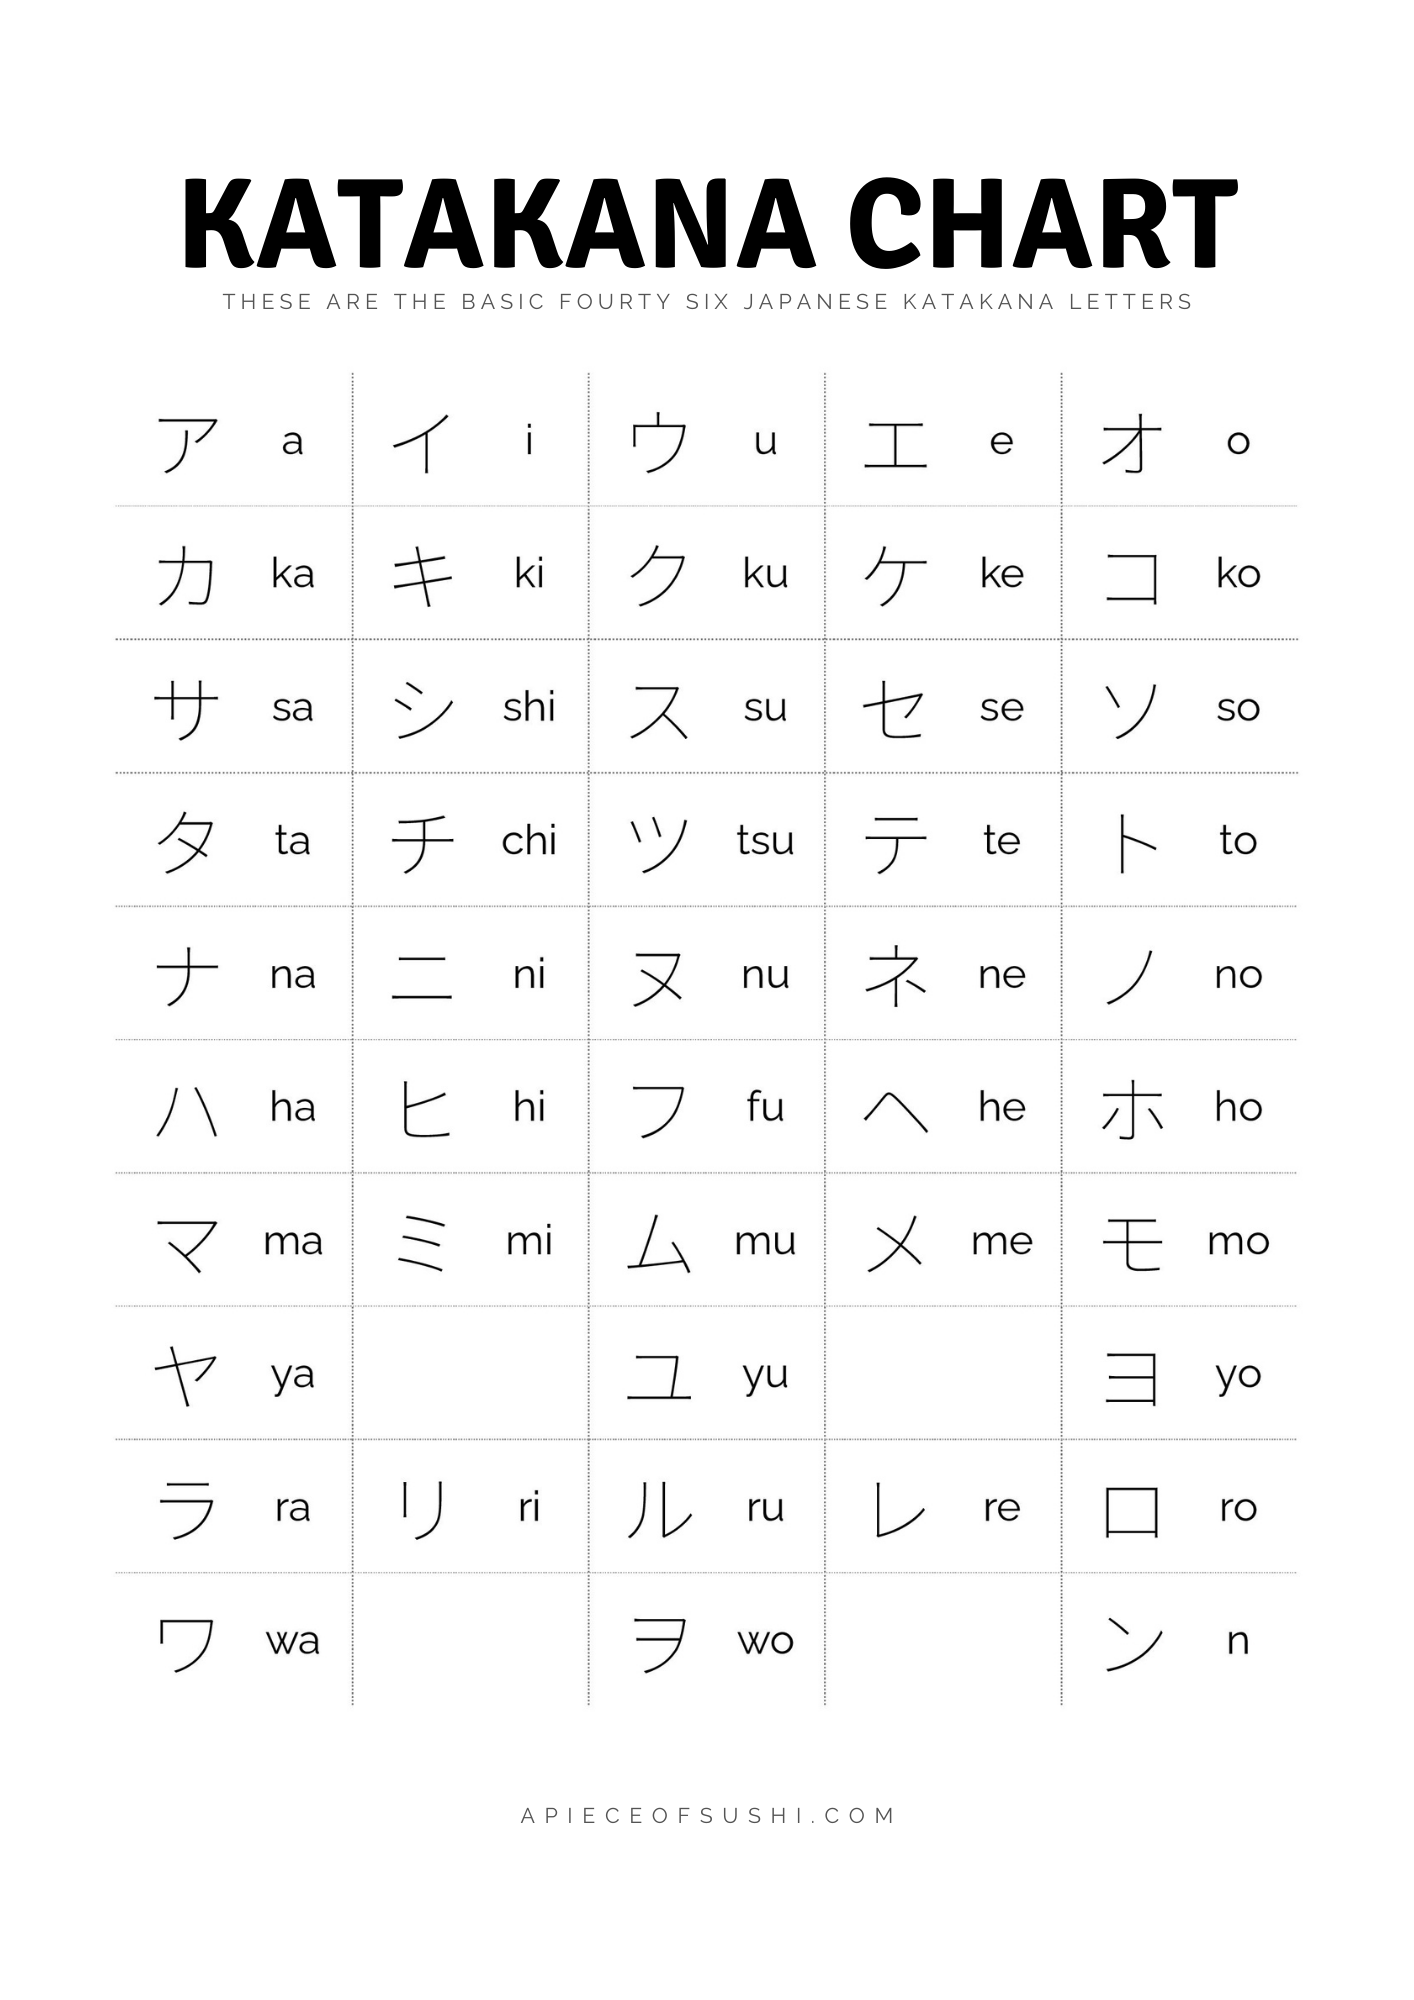 KATAKANA CHART
THESE ARE THE BASIC FOURTY SIX JAPANESE KATAKANA LETTERS
ア a イ i ウ u エ e オ o
カ ka キ ki ク ku ケ ke コ ko
サ sa シ shi ス su セ se ソ so
タ ta チ chi ツ tsu テ te ト to
ナ na ニ ni ヌ nu ネ ne ノ no
ハ ha ヒ hi フ fu ヘ he ホ ho
マ ma ミ mi ム mu メ me モ mo
ヤ ya ユ yu ヨ yo
ラ ra リ ri ル ru レ re ロ ro
ワ wa ヲ wo ン n
APIECEOFSUSHI.COM